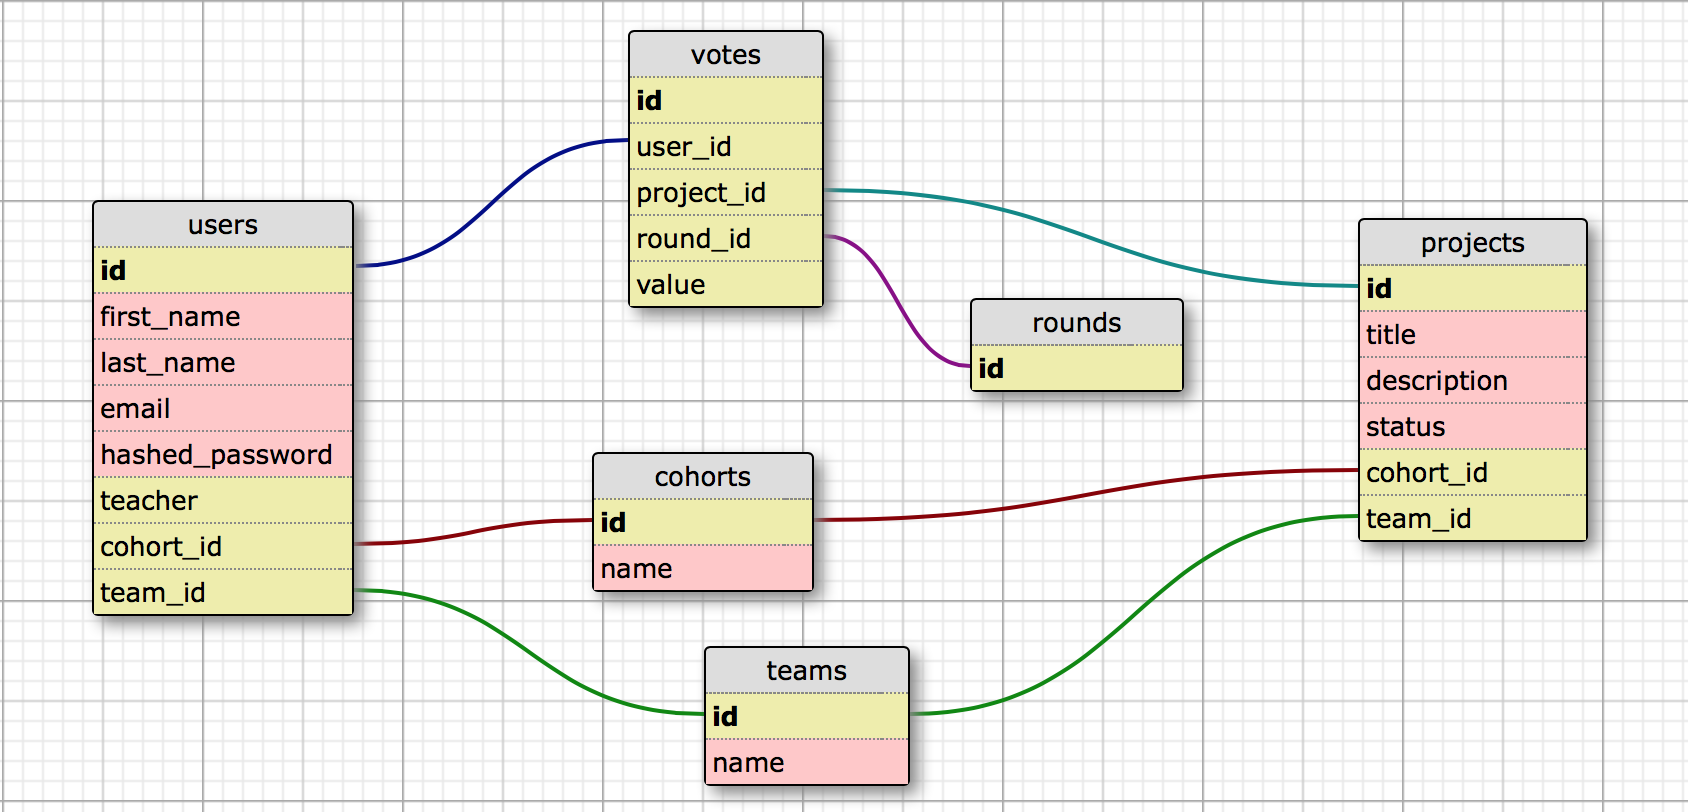 votes
id
user_id
project_id
round_id
value
users
id
first_name
last_name
email
hashed_password
teacher
cohort_id
team_id
projects
id
title
description
status
cohort_id
team_id
rounds
id
cohorts
id
name
teams
id
name